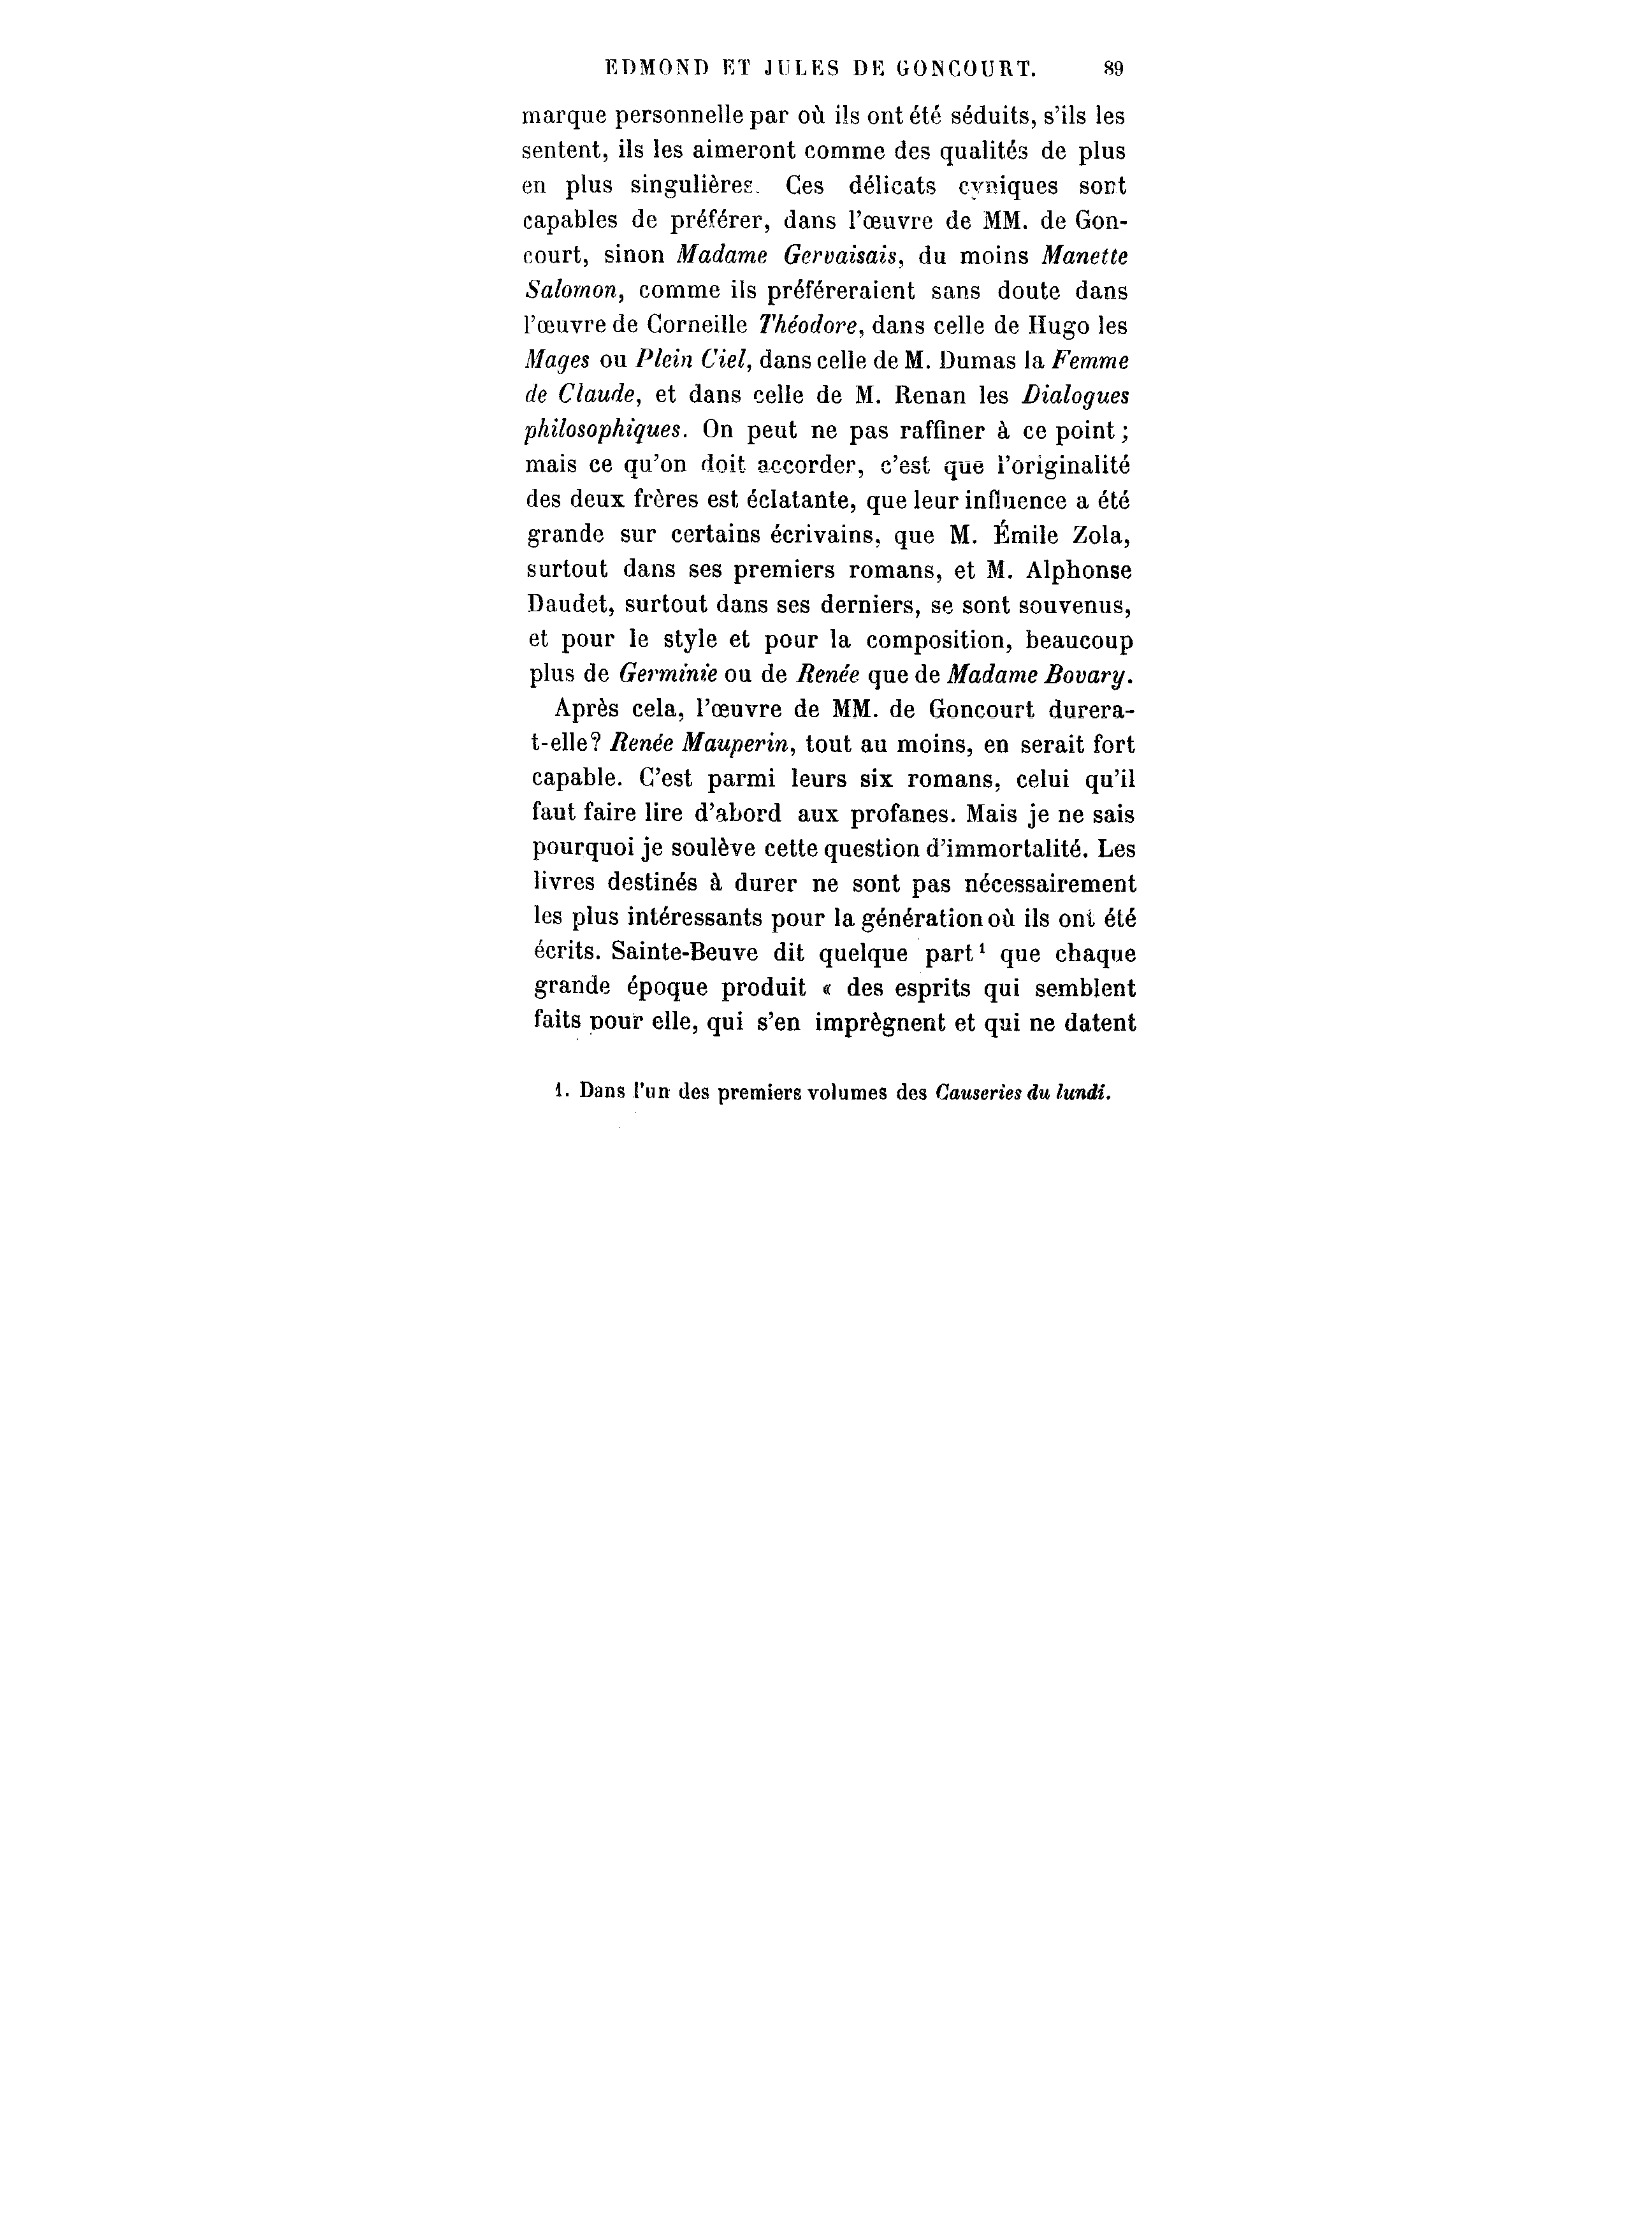 EDMOND ET JULES DE GONCOURT. 89
marque personnelle par où ils ont été séduits, s'ils les
sentent, ils les aimeront comme des qualités de plus
en plus singulières. Ces délicats cyniques sont
capables de préférer, dans l'œuvre de MM. de Gon-
court, sinon Madame Gervaisais, du moins Manette
Salomon, comme ils préféreraient sans doute dans
l'œuvre de Corneille Théodore, dans celle de Hugo les
Mages ou Plein Ciel, dans celle de M. Dumas la Femme
de Claude, et dans celle de M. Renan les Dialogues
philosophiques. On peut ne pas raffiner à ce point ;
mais ce qu'on doit accorder, c'est que l'originalité
des deux frères est éclatante, que leur influence a été
grande sur certains écrivains, que M. Émile Zola,
surtout dans ses premiers romans, et M. Alphonse
Daudet, surtout dans ses derniers, se sont souvenus,
et pour le style et pour la composition, beaucoup
plus de Germinie ou de Renée que de Madame Bovary.
Après cela, l'œuvre de MM. de Goncourt durera-
t-elle? Renée Mauperin, tout au moins, en serait fort
capable. C'est parmi leurs six romans, celui qu'il
faut faire lire d'abord aux profanes. Mais je ne sais
pourquoi je soulève cette question d'immortalité. Les
livres destinés à durer ne sont pas nécessairement
les plus intéressants pour la génération où ils ont été
écrits. Sainte-Beuve dit quelque part¹ que chaque
grande époque produit « des esprits qui semblent
faits pour elle, qui s'en imprègnent et qui ne datent
1. Dans l'un des premiers volumes des Causeries du lundi.